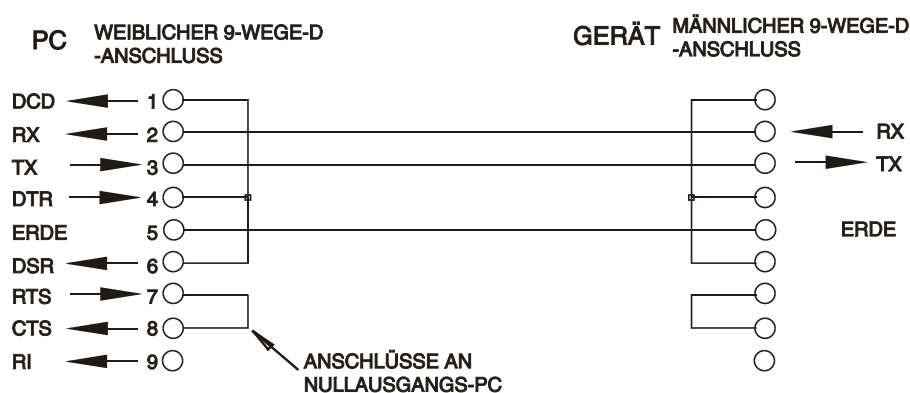 PC
WEIBLICHER 9-WEGE-D
-ANSCHLUSS
GERÄT
MÄNNLICHER 9-WEGE-D
-ANSCHLUSS
DCD 1
RX 2 RX
TX 3 TX
DTR 4
ERDE 5 ERDE
DSR 6
RTS 7
CTS 8
RI 9
ANSCHLÜSSE AN
NULLAUSGANGS-PC